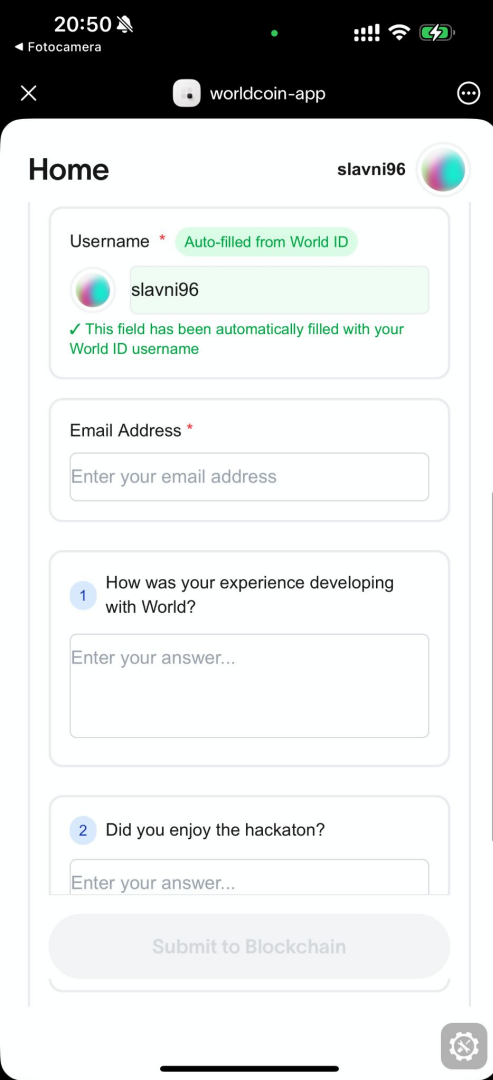 20:50
◀ Fotocamera
worldcoin-app
Home
slavni96
Username * Auto-filled from World ID
slavni96
✓ This field has been automatically filled with your
World ID username
Email Address *
Enter your email address
1
How was your experience developing
with World?
Enter your answer...
2 Did you enjoy the hackaton?
Enter your answer...
Submit to Blockchain